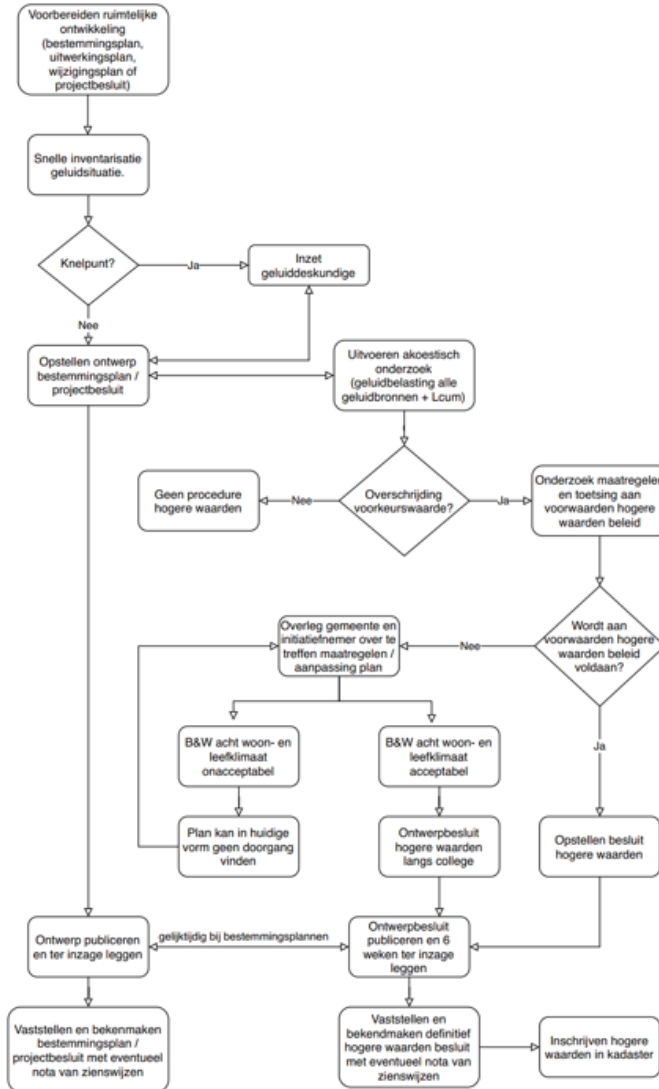 Voorbereiden ruimtelijke
ontwikkeling
(bestemmingsplan,
uitwerkingsplan,
wijzigingsplan of
projectbesluit)
Snelle inventarisatie
geluidsituatie.
Knelpunt?
Ja
Inzet
geluiddeskundige
Nee
Opstellen ontwerp
bestemmingsplan /
projectbesluit
Uitvoeren akoestisch
onderzoek
(geluidbelasting alle
geluidbronnen + Lcum)
Geen procedure
hogere waarden
Nee
Overschrijding
voorkeurswaarde?
Ja
Onderzoek maatregelen
en toetsing aan
voorwaarden hogere
waarden beleid
Overleg gemeente en
initiatiefnemer over te
treffen maatregelen /
aanpassing plan
Nee
Wordt aan
voorwaarden hogere
waarden beleid
voldaan?
B&W acht woon- en
leefklimaat
onacceptabel
B&W acht woon- en
leefklimaat
acceptabel
Ja
Plan kan in huidige
vorm geen doorgang
vinden
Ontwerpbesluit
hogere waarden
langs college
Opstellen besluit
hogere waarden
Ontwerp publiceren
en ter inzage leggen
gelijktijdig bij bestemmingsplannen
Ontwerpbesluit
publiceren en 6
weken ter inzage
leggen
Vaststellen en bekenmaken
bestemmingsplan /
projectbesluit met eventueel
nota van zienswijzen
Vaststellen en
bekendmaken definitief
hogere waarden besluit
met eventueel nota van
zienswijzen
Inschrijven hogere
waarden in kadaster